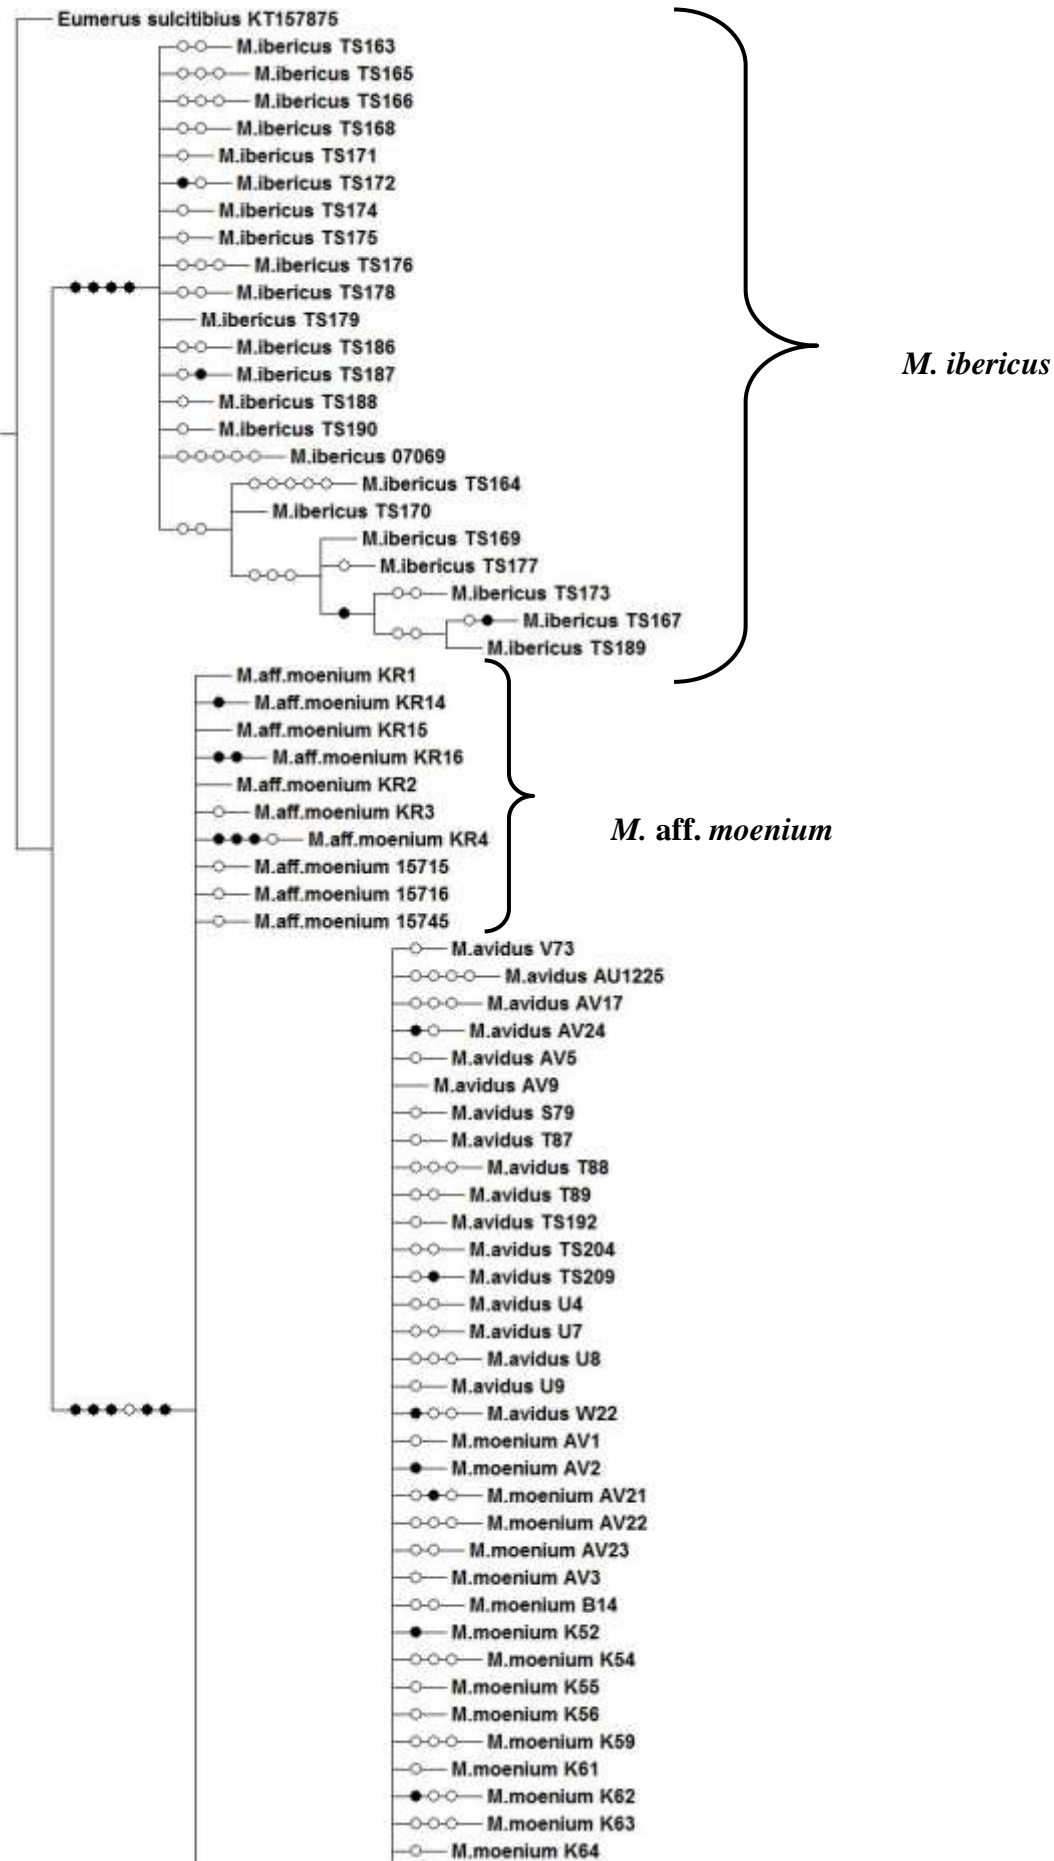 Eumerus sulcitibius KT157875
M.ibericus TS163
M.ibericus TS165
M.ibericus TS166
M.ibericus TS168
M.ibericus TS171
M.ibericus TS172
M.ibericus TS174
M.ibericus TS175
M.ibericus TS176
M.ibericus TS178
M.ibericus TS179
M.ibericus TS186
M.ibericus TS187
M.ibericus TS188
M.ibericus TS190
M.ibericus 07069
M.ibericus TS164
M.ibericus TS170
M.ibericus TS169
M.ibericus TS177
M.ibericus TS173
M.ibericus TS167
M.ibericus TS189
M. ibericus
M.aff.moenium KR1
M.aff.moenium KR14
M.aff.moenium KR15
M.aff.moenium KR16
M.aff.moenium KR2
M.aff.moenium KR3
M.aff.moenium KR4
M.aff.moenium 15715
M.aff.moenium 15716
M.aff.moenium 15745
M. aff. moenium
M.avidus V73
M.avidus AU1225
M.avidus AV17
M.avidus AV24
M.avidus AV5
M.avidus AV9
M.avidus S79
M.avidus T87
M.avidus T88
M.avidus T89
M.avidus TS192
M.avidus TS204
M.avidus TS209
M.avidus U4
M.avidus U7
M.avidus U8
M.avidus U9
M.avidus W22
M.moenium AV1
M.moenium AV2
M.moenium AV21
M.moenium AV22
M.moenium AV23
M.moenium AV3
M.moenium B14
M.moenium K52
M.moenium K54
M.moenium K55
M.moenium K56
M.moenium K59
M.moenium K61
M.moenium K62
M.moenium K63
M.moenium K64